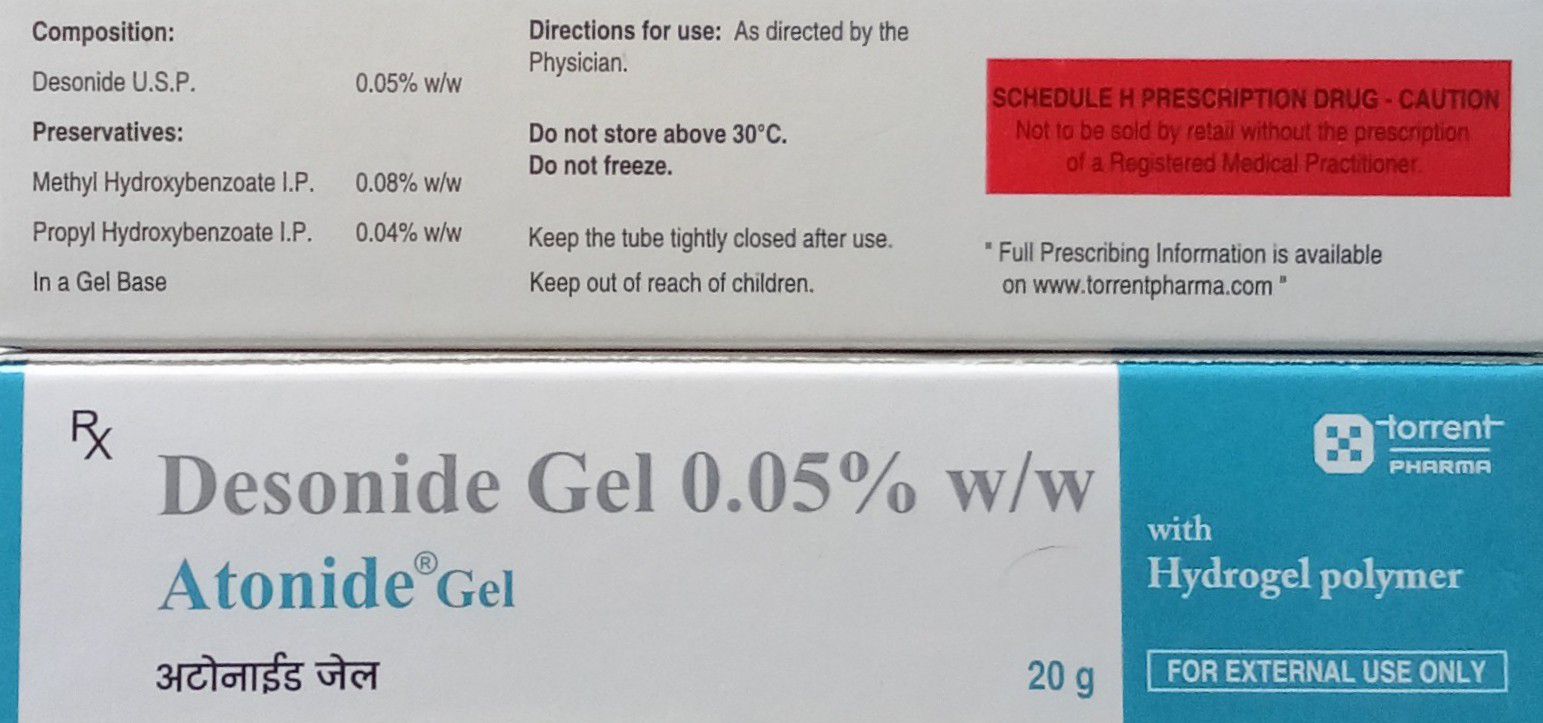 Composition:
Desonide U.S.P. 0.05% w/w
Preservatives:
Methyl Hydroxybenzoate I.P. 0.08% w/w
Propyl Hydroxybenzoate I.P. 0.04% w/w
In a Gel Base
Directions for use: As directed by the
Physician.
Do not store above 30°C.
Do not freeze.
Keep the tube tightly closed after use.
Keep out of reach of children.
SCHEDULE H PRESCRIPTION DRUG - CAUTION
Not to be sold by retail without the prescription
of a Registered Medical Practitioner.
" Full Prescribing Information is available
on www.torrentpharma.com "
Rx
Desonide Gel 0.05% w/w
Atonide® Gel
अटोनाईड जेल
20 g
torrent
PHARMA
with
Hydrogel polymer
FOR EXTERNAL USE ONLY